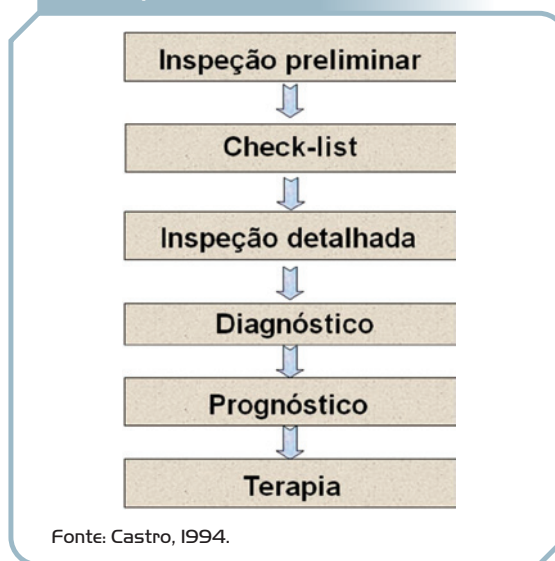 Inspeção preliminar
Check-list
Inspeção detalhada
Diagnóstico
Prognóstico
Terapia
Fonte: Castro, 1994.